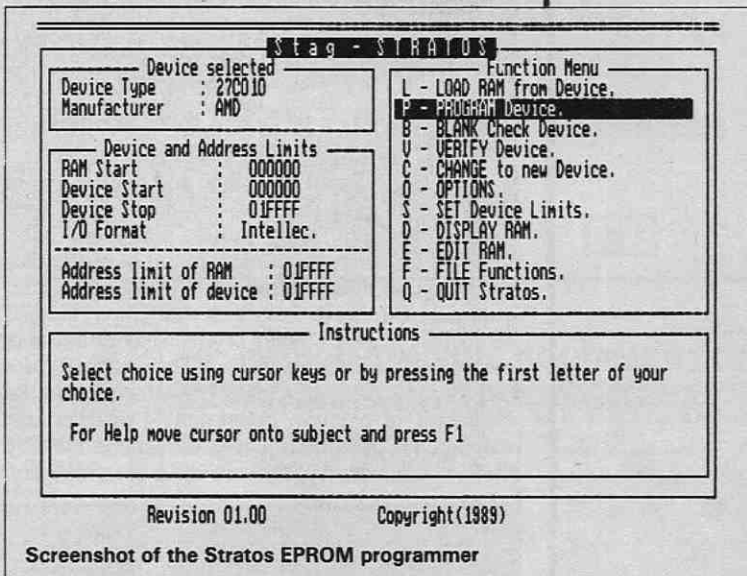 Stag - STRATOS
Device selected
Device Type : 27C010
Manufacturer : AMD
Device and Address Limits
RAM Start : 000000
Device Start : 000000
Device Stop : 01FFFF
I/O Format : Intellec.
Address limit of RAM : 01FFFF
Address limit of device : 01FFFF
Function Menu
L - LOAD RAM from Device.
P - PROGRAM Device.
B - BLANK Check Device.
V - VERIFY Device.
C - CHANGE to new Device.
O - OPTIONS.
S - SET Device Limits.
D - DISPLAY RAM.
E - EDIT RAM.
F - FILE Functions.
Q - QUIT Stratos.
Instructions
Select choice using cursor keys or by pressing the first letter of your
choice.
For Help move cursor onto subject and press F1
Revision 01.00 Copyright(1989)
Screenshot of the Stratos EPROM programmer